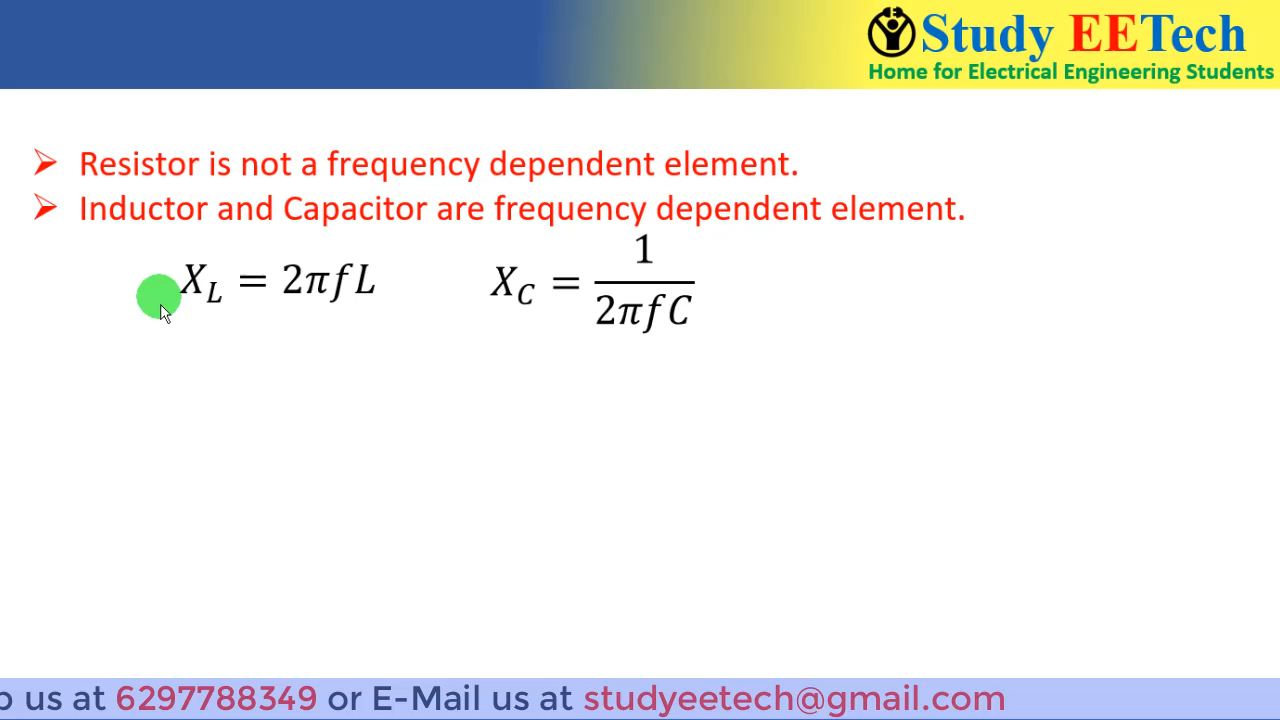 Study EETech
Home for Electrical Engineering Students
➢ Resistor is not a frequency dependent element.
➢ Inductor and Capacitor are frequency dependent element.
X_L = 2πfL
X_C = 1/(2πfC)
us at 6297788349 or E-Mail us at studyeetech@gmail.com